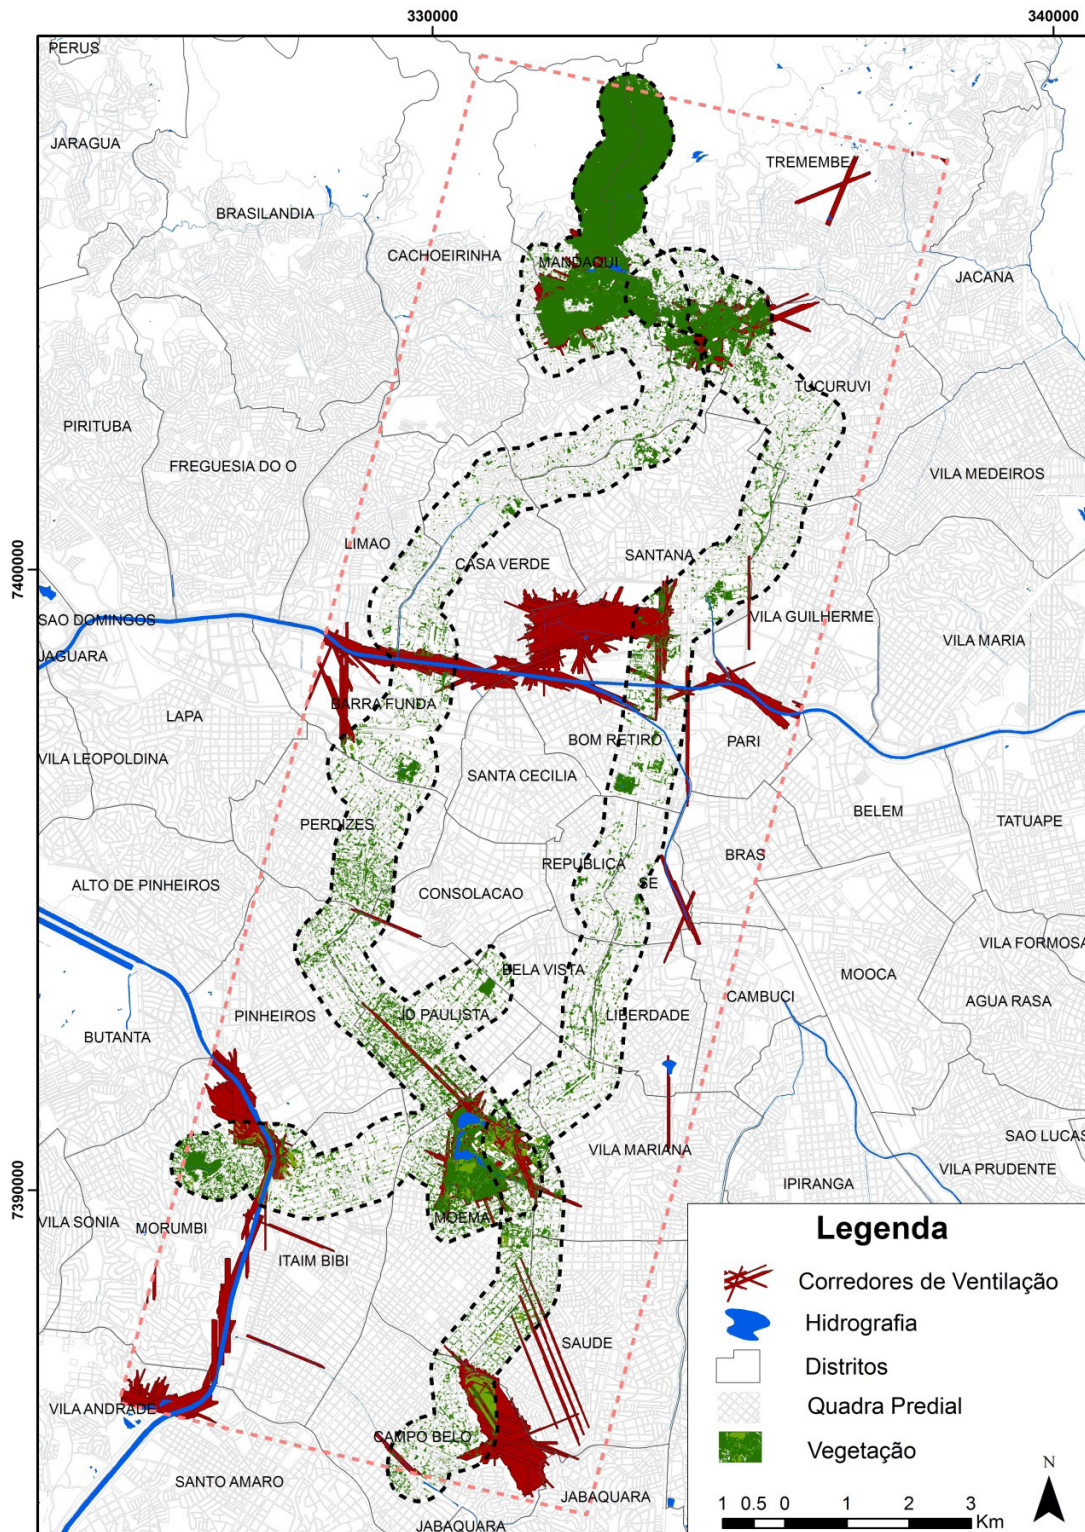 330000
340000
PERUS
JARAGUA
TREMEMBE
BRASILANDIA
CACHOEIRINHA
MANDAQUI
JACANA
TUCURUVI
PIRITUBA
FREGUESIA DO O
VILA MEDEIROS
7400000
LIMAO
CASA VERDE
SANTANA
SAO DOMINGOS
VILA GUILHERME
VILA MARIA
JAGUARA
LAPA
BARRA FUNDA
BOM RETIRO
PARI
VILA LEOPOLDINA
SANTA CECILIA
BELEM
TATUAPE
PERDIZES
REPUBLICA
BRAS
ALTO DE PINHEIROS
CONSOLACAO
SE
VILA FORMOSA
BELA VISTA
MOOCA
CAMBUCI
AGUA RASA
PINHEIROS
JD PAULISTA
LIBERDADE
BUTANTA
SAO LUCAS
VILA MARIANA
VILA PRUDENTE
IPIRANGA
7390000
VILA SONIA
MORUMBI
MOEMA
ITAIM BIBI
SAUDE
VILA ANDRADE
CAMPO BELO
SANTO AMARO
JABAQUARA
JABAQUARA
Legenda
Corredores de Ventilação
Hidrografia
Distritos
Quadra Predial
Vegetação
N
1 0.5 0 1 2 3
Km